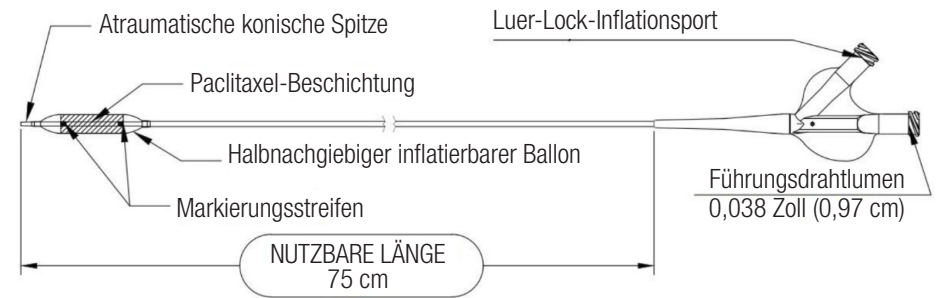 Atraumatische konische Spitze
Luer-Lock-Inflationsport
Paclitaxel-Beschichtung
Halbnachgiebiger inflatierbarer Ballon
Markierungsstreifen
Führungsdrahtlumen
0,038 Zoll (0,97 cm)
NUTZBARE LÄNGE
75 cm